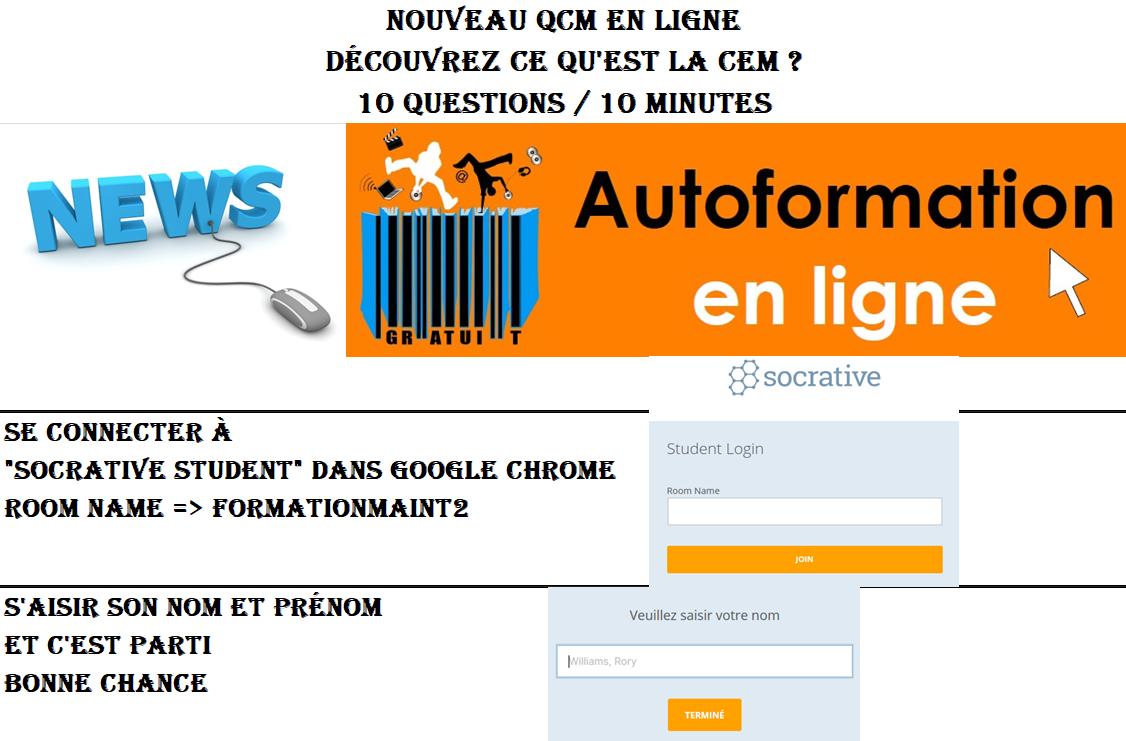 NOUVEAU QCM EN LIGNE
DÉCOUVREZ CE QU'EST LA CEM ?
10 QUESTIONS / 10 MINUTES
NEWS
@
GRATUIT
Autoformation
en ligne
socrative
SE CONNECTER À
"SOCRATIVE STUDENT" DANS GOOGLE CHROME
ROOM NAME => FORMATIONMAINT2
Student Login
Room Name
JOIN
S'AISIR SON NOM ET PRÉNOM
ET C'EST PARTI
BONNE CHANCE
Veuillez saisir votre nom
Williams, Rory
TERMINÉ